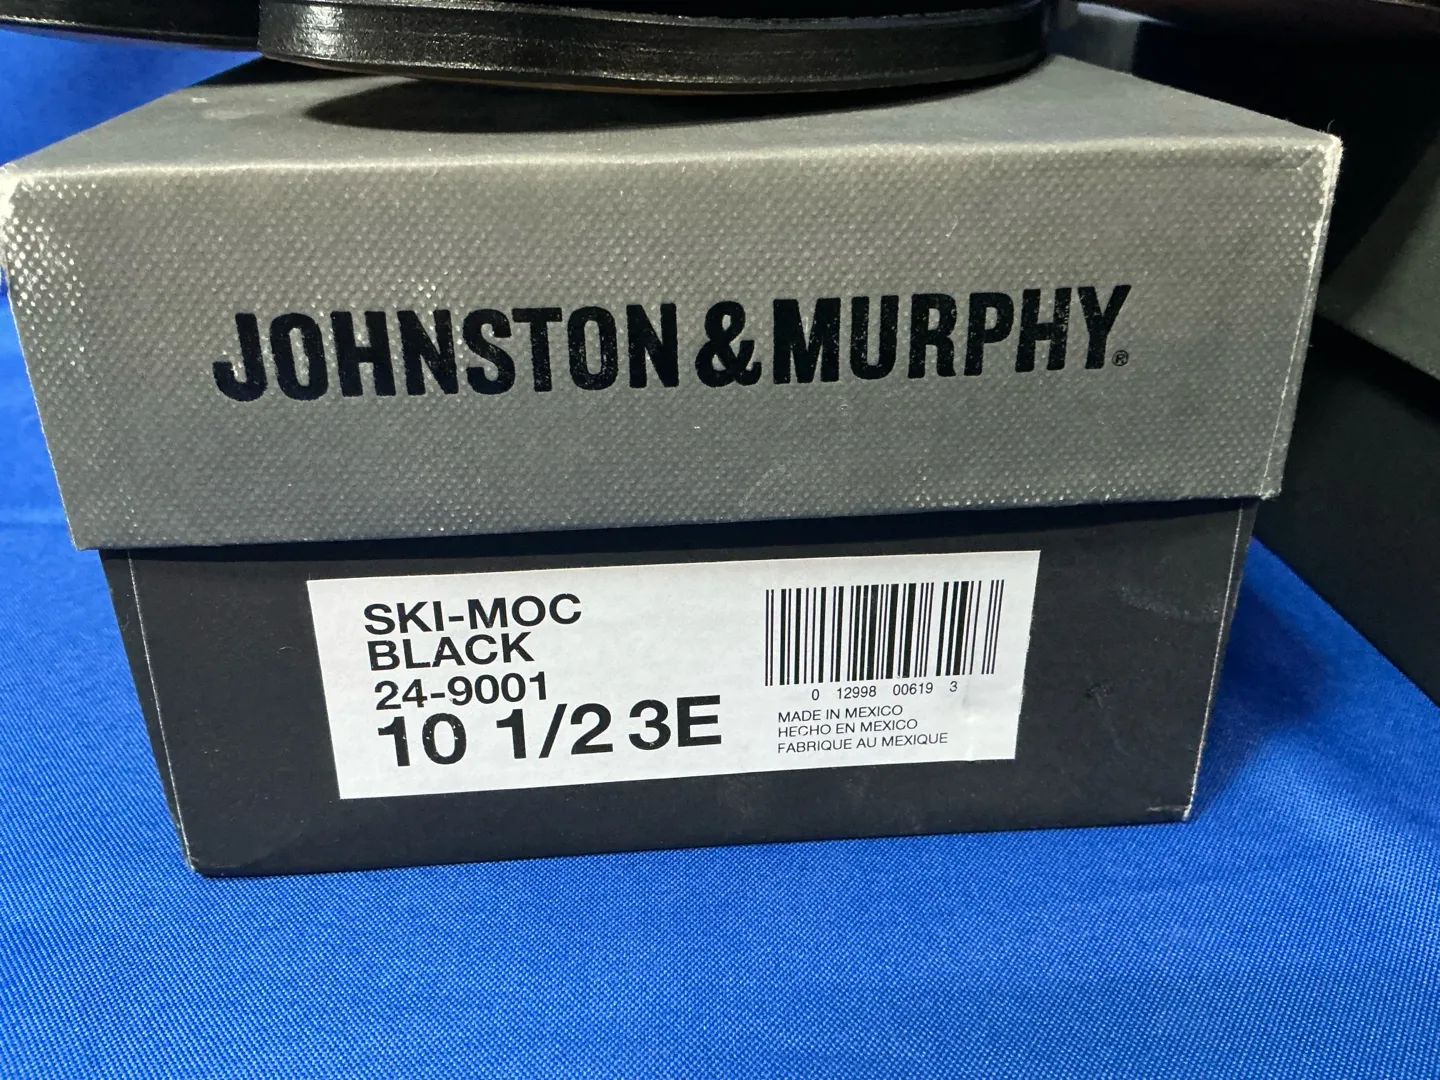 JOHNSTON & MURPHY®
SKI-MOC
BLACK
24-9001
10 1/2 3E
0 12998 00619 3
MADE IN MEXICO
HECHO EN MEXICO
FABRIQUE AU MEXIQUE